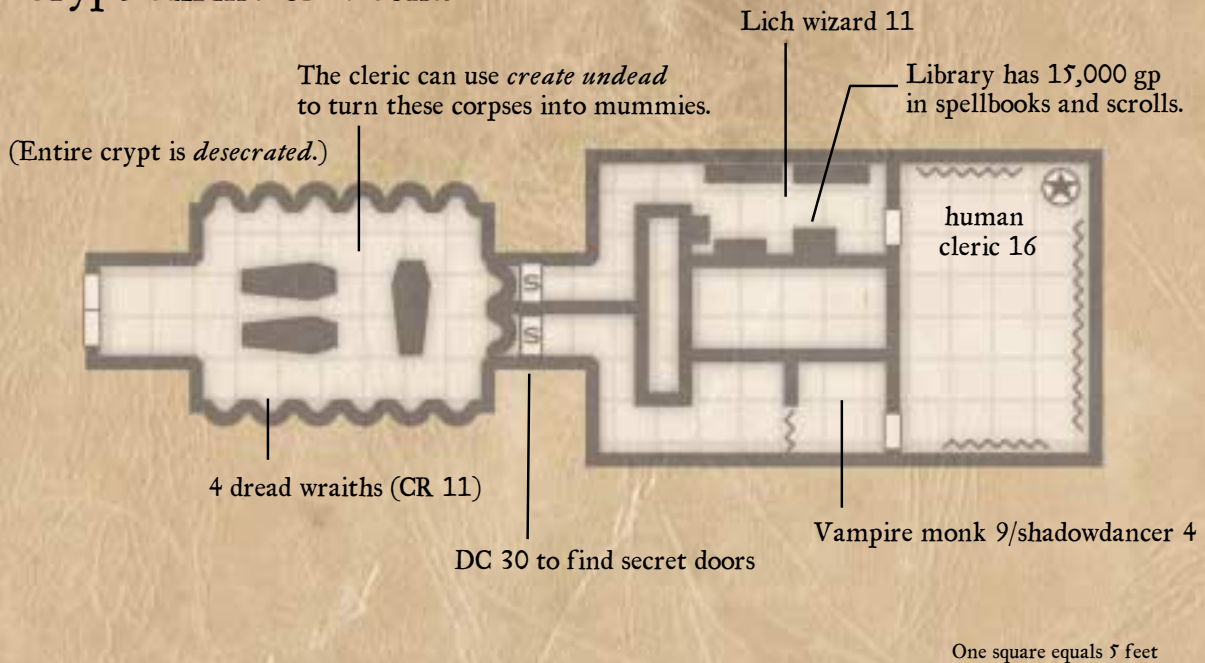 Lich wizard 11
The cleric can use create undead
to turn these corpses into mummies.
Library has 15,000 gp
in spellbooks and scrolls.
(Entire crypt is desecrated.)
human
cleric 16
S
S
4 dread wraiths (CR 11)
Vampire monk 9/shadowdancer 4
DC 30 to find secret doors
One square equals 5 feet